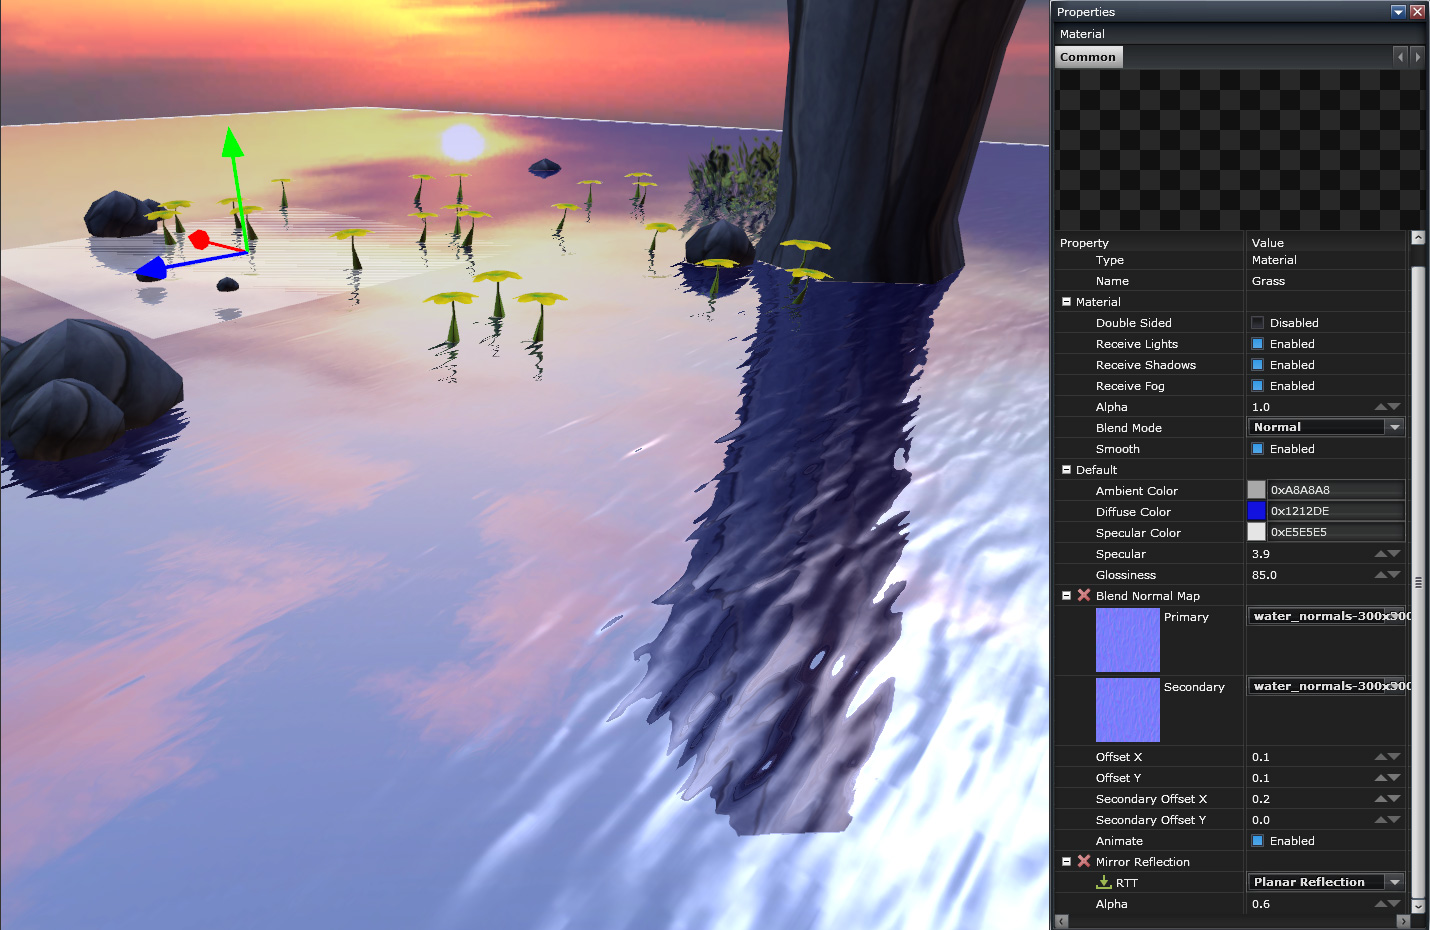 Properties
Material
Common
Property Value
Type Material
Name Grass
Material
Double Sided Disabled
Receive Lights Enabled
Receive Shadows Enabled
Receive Fog Enabled
Alpha 1.0
Blend Mode Normal
Smooth Enabled
Default
Ambient Color 0xA8A8A8
Diffuse Color 0x1212DE
Specular Color 0xE5E5E5
Specular 3.9
Glossiness 85.0
Blend Normal Map
Primary water_normals-300x300
Secondary water_normals-300x300
Offset X 0.1
Offset Y 0.1
Secondary Offset X 0.2
Secondary Offset Y 0.0
Animate Enabled
Mirror Reflection
RTT Planar Reflection
Alpha 0.6